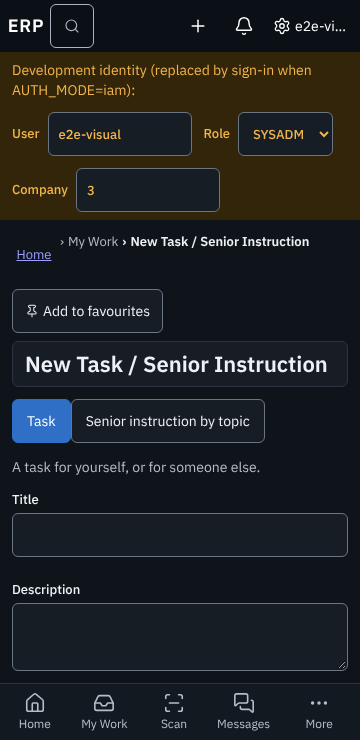 ERP
e2e-vi...
Development identity (replaced by sign-in when
AUTH_MODE=iam):
User e2e-visual Role SYSADM
Company 3
Home › My Work › New Task / Senior Instruction
Add to favourites
New Task / Senior Instruction
Task Senior instruction by topic
A task for yourself, or for someone else.
Title
Description
Home My Work Scan Messages More